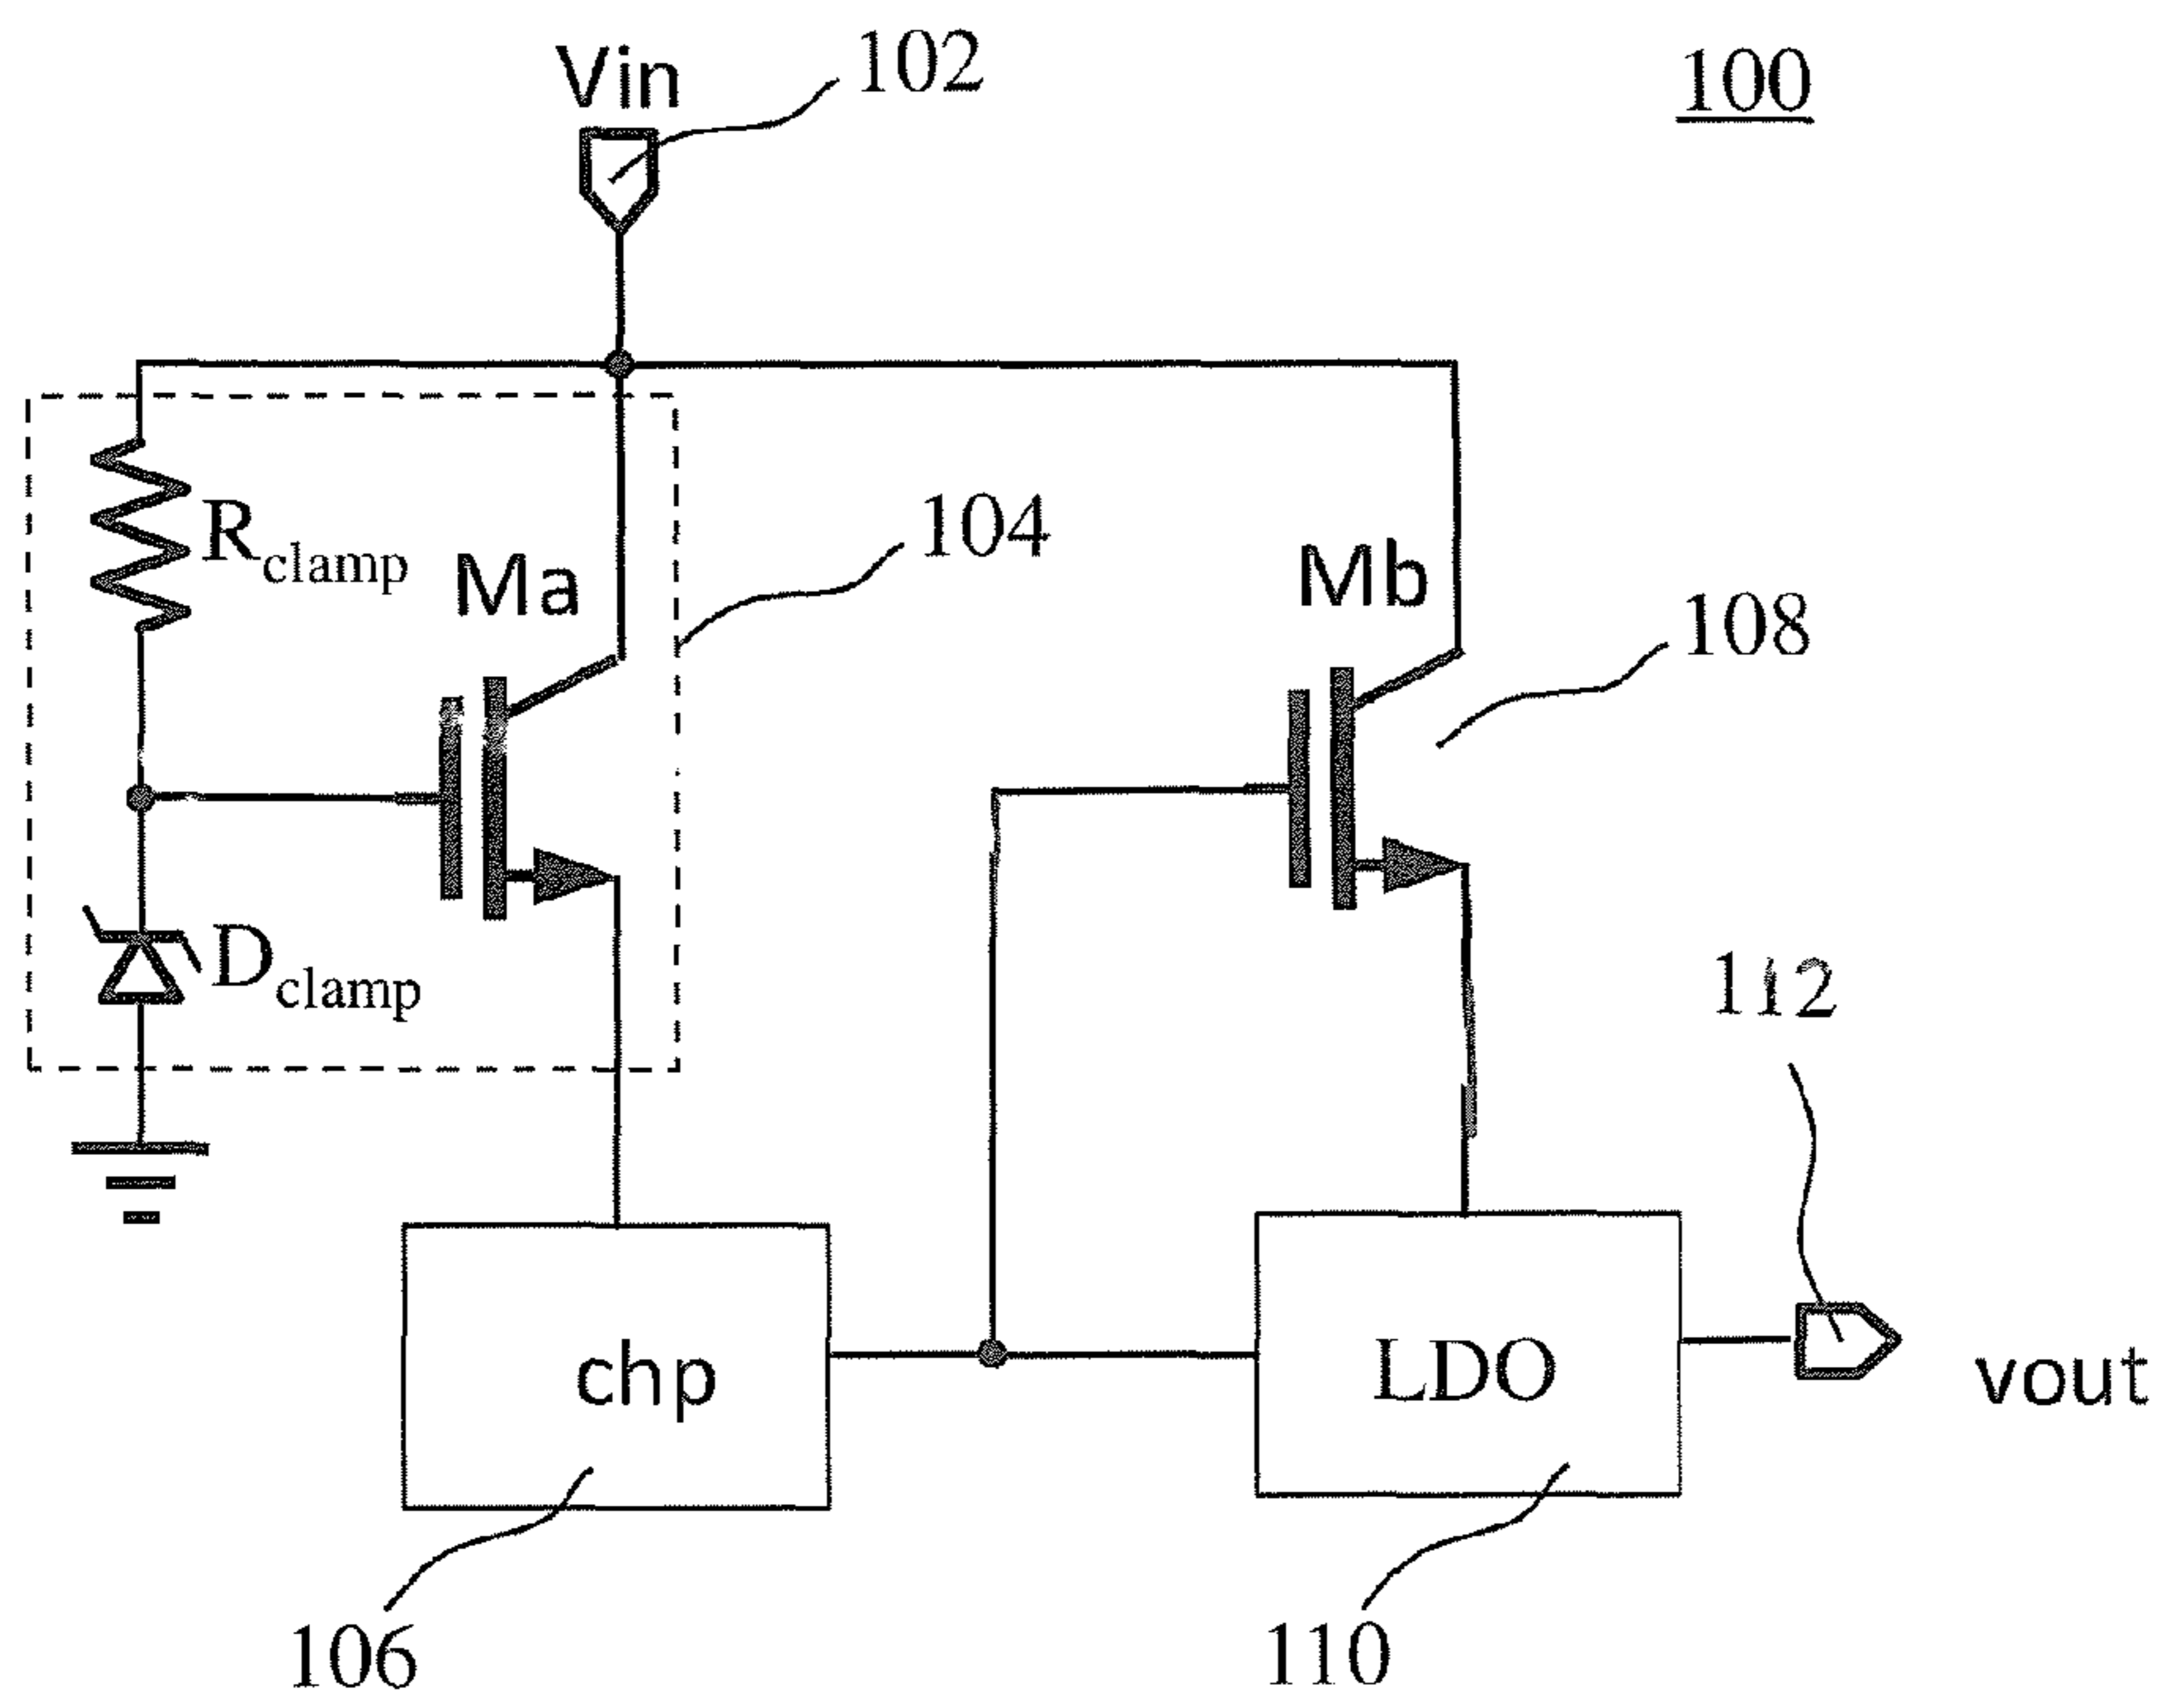 Vin
102
100
Rclamp
Ma
104
Mb
108
Dclamp
112
chp
LDO
vout
106
110